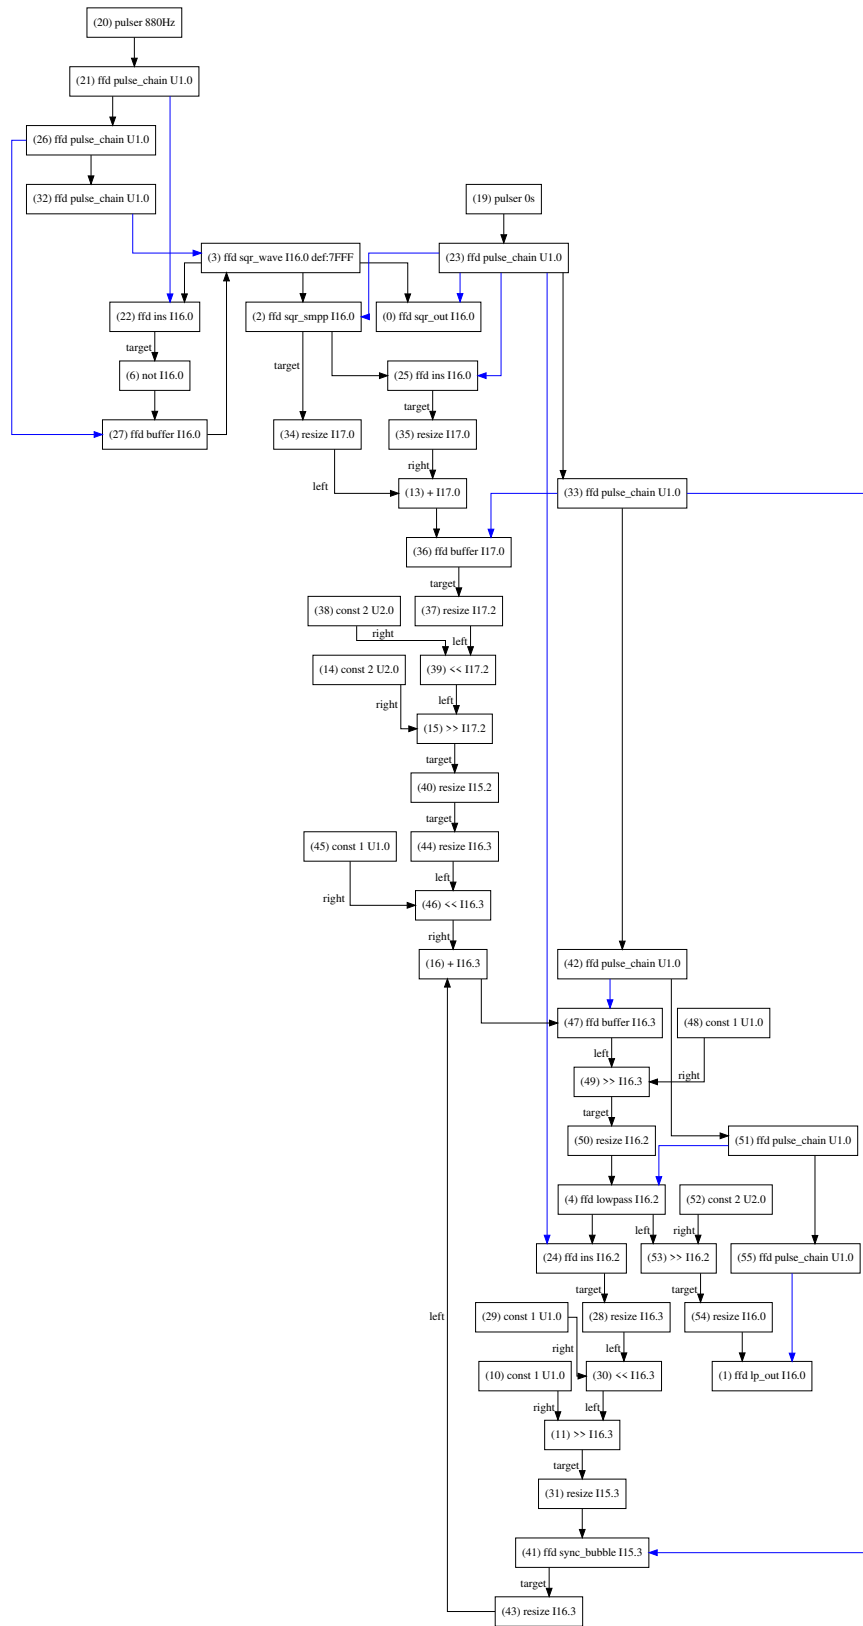 (20) pulser 880Hz
(21) ffd pulse_chain U1.0
(26) ffd pulse_chain U1.0
(32) ffd pulse_chain U1.0
(19) pulser 0s
(3) ffd sqr_wave I16.0 def:7FFF
(23) ffd pulse_chain U1.0
(22) ffd ins I16.0
(2) ffd sqr_smpp I16.0
(0) ffd sqr_out I16.0
target
target
(6) not I16.0
(25) ffd ins I16.0
target
(27) ffd buffer I16.0
(34) resize I17.0
(35) resize I17.0
left
right
(13) + I17.0
(33) ffd pulse_chain U1.0
(36) ffd buffer I17.0
target
(38) const 2 U2.0
(37) resize I17.2
right
left
(14) const 2 U2.0
(39) << I17.2
right
left
(15) >> I17.2
target
(40) resize I15.2
target
(45) const 1 U1.0
(44) resize I16.3
left
right
(46) << I16.3
right
(16) + I16.3
(42) ffd pulse_chain U1.0
(47) ffd buffer I16.3
(48) const 1 U1.0
left
right
(49) >> I16.3
target
(50) resize I16.2
(51) ffd pulse_chain U1.0
(4) ffd lowpass I16.2
(52) const 2 U2.0
left
right
(24) ffd ins I16.2
(53) >> I16.2
(55) ffd pulse_chain U1.0
target
target
left
(29) const 1 U1.0
(28) resize I16.3
(54) resize I16.0
right
left
(10) const 1 U1.0
(30) << I16.3
(1) ffd lp_out I16.0
right
left
(11) >> I16.3
target
(31) resize I15.3
(41) ffd sync_bubble I15.3
target
(43) resize I16.3